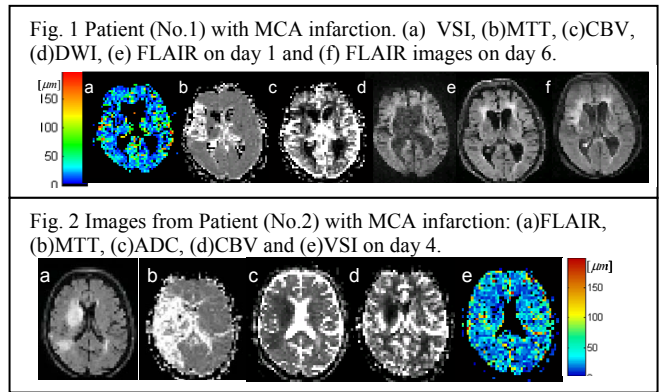 Fig. 1 Patient (No.1) with MCA infarction. (a) VSI, (b)MTT, (c)CBV,
(d)DWI, (e) FLAIR on day 1 and (f) FLAIR images on day 6.
[μm] a b c d e f
150
100
50
0
Fig. 2 Images from Patient (No.2) with MCA infarction: (a)FLAIR,
(b)MTT, (c)ADC, (d)CBV and (e)VSI on day 4.
a b c d e [μm]
150
100
50
0